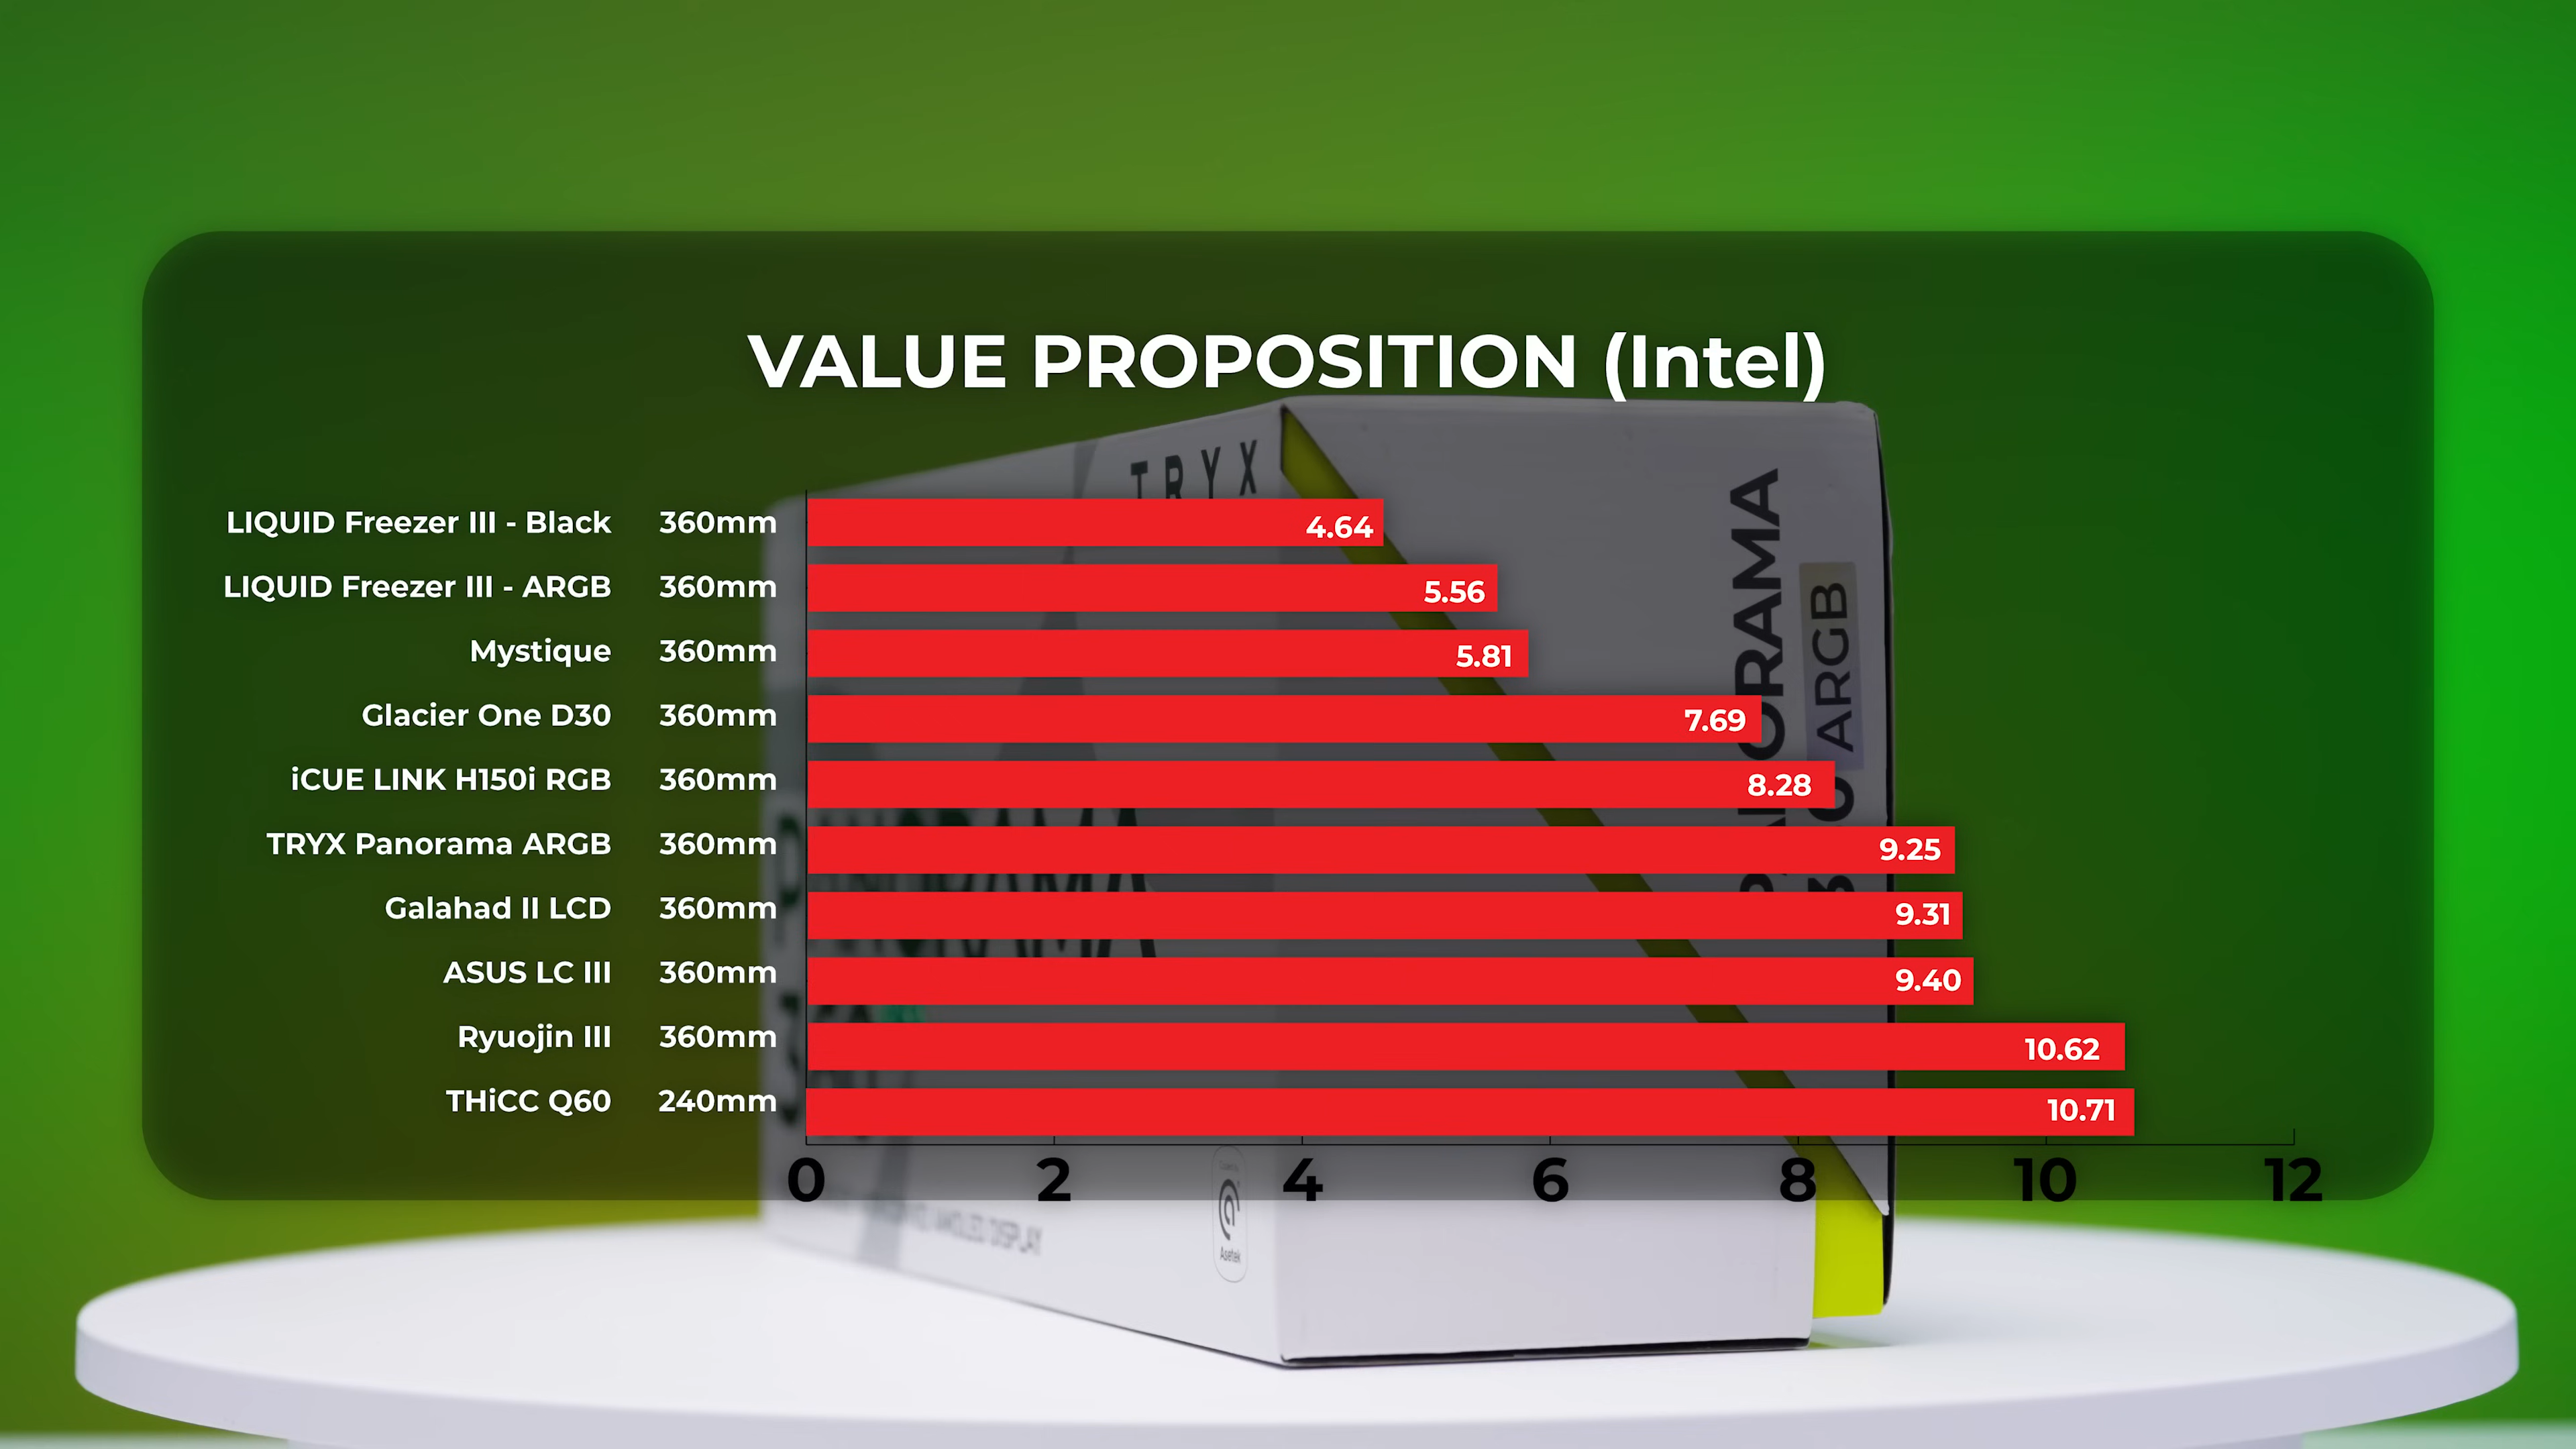 VALUE PROPOSITION (Intel)
TRYX
LIQUID Freezer III - Black 360mm 4.64
LIQUID Freezer III - ARGB 360mm 5.56
Mystique 360mm 5.81
Glacier One D30 360mm 7.69
iCUE LINK H150i RGB 360mm 8.28
TRYX Panorama ARGB 360mm 9.25
Galahad II LCD 360mm 9.31
ASUS LC III 360mm 9.40
Ryuojin III 360mm 10.62
THiCC Q60 240mm 10.71
0 2 4 6 8 10 12
ARGB
DISPLAY
Asetek